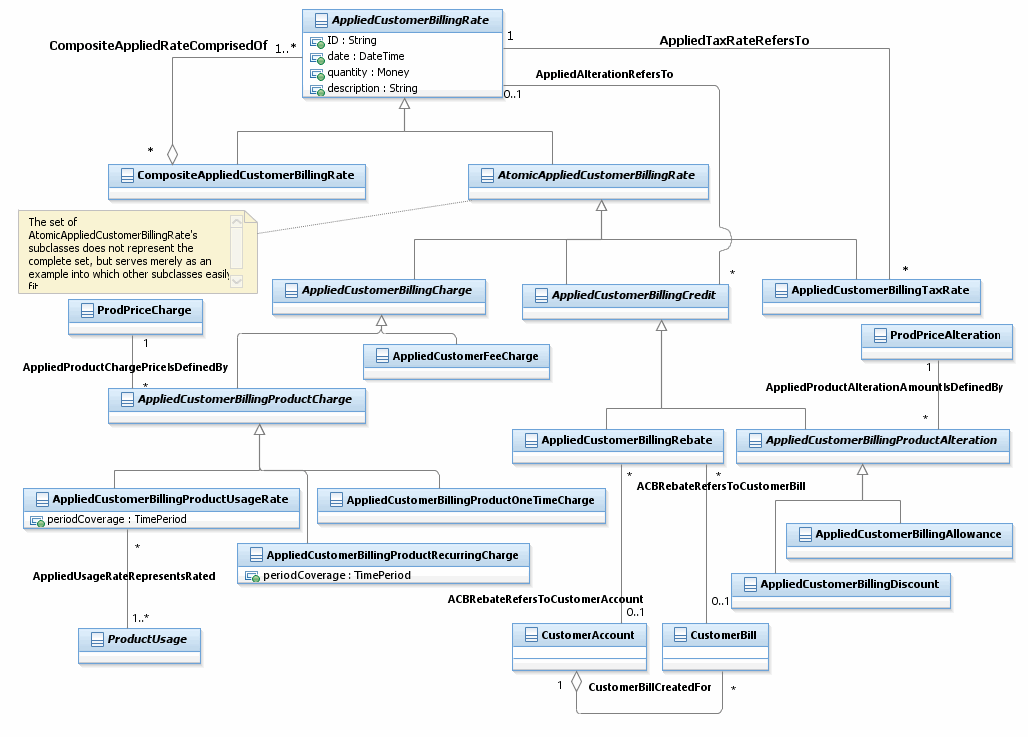 AppliedCustomerBillingRate
ID : String
date : DateTime
quantity : Money
description : String
CompositeAppliedRateComprisedOf
1..*
1
AppliedTaxRateRefersTo
AppliedAlterationRefersTo
0..1
*
CompositeAppliedCustomerBillingRate
AtomicAppliedCustomerBillingRate
The set of
AtomicAppliedCustomerBillingRate's
subclasses does not represent the
complete set, but serves merely as an
example into which other subclasses easily
fit
*
*
AppliedCustomerBillingCharge
AppliedCustomerBillingCredit
AppliedCustomerBillingTaxRate
ProdPriceCharge
1
AppliedProductChargePriceIsDefinedBy
*
AppliedCustomerFeeCharge
ProdPriceAlteration
1
AppliedProductAlterationAmountIsDefinedBy
*
AppliedCustomerBillingProductCharge
AppliedCustomerBillingRebate
AppliedCustomerBillingProductAlteration
*
*
ACBRebateRefersToCustomerBill
AppliedCustomerBillingProductUsageRate
periodCoverage : TimePeriod
AppliedCustomerBillingProductOneTimeCharge
AppliedCustomerBillingAllowance
*
AppliedCustomerBillingProductRecurringCharge
periodCoverage : TimePeriod
AppliedUsageRateRepresentsRated
AppliedCustomerBillingDiscount
ACBRebateRefersToCustomerAccount
0..1
0..1
1..*
ProductUsage
CustomerAccount
CustomerBill
1
CustomerBillCreatedFor
*